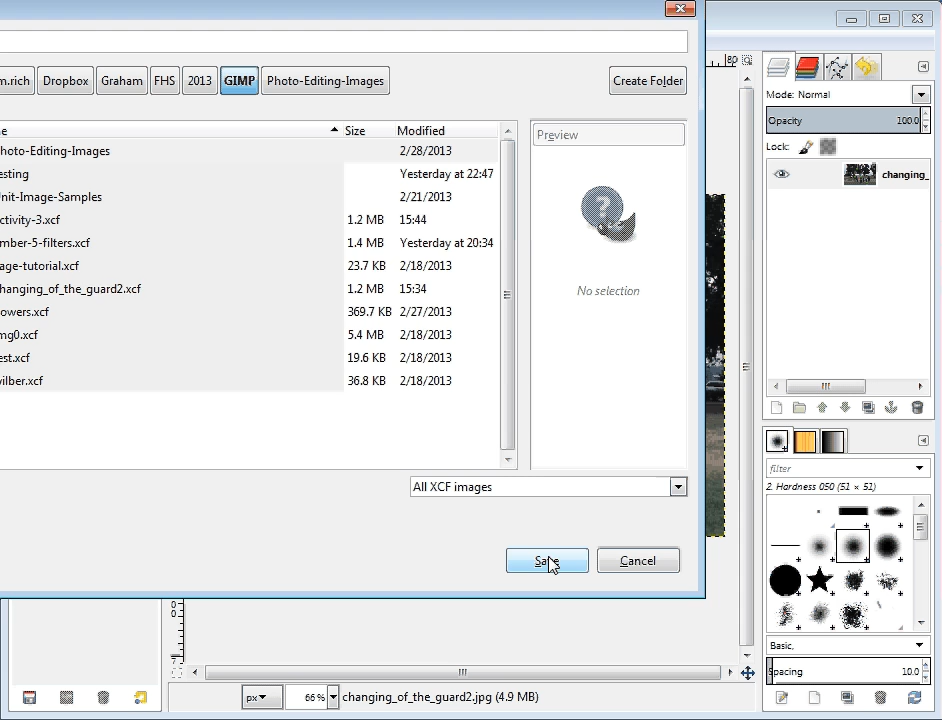 m.rich Dropbox Graham FHS 2013 GIMP Photo-Editing-Images Create Folder
e Size Modified
hoto-Editing-Images 2/28/2013
esting Yesterday at 22:47
nit-Image-Samples 2/21/2013
ctivity-3.xcf 1.2 MB 15:44
mber-5-filters.xcf 1.4 MB Yesterday at 20:34
age-tutorial.xcf 23.7 KB 2/18/2013
hanging_of_the_guard2.xcf 1.2 MB 15:34
owers.xcf 369.7 KB 2/27/2013
mg0.xcf 5.4 MB 2/18/2013
est.xcf 19.6 KB 2/18/2013
ilber.xcf 36.8 KB 2/18/2013
Preview
No selection
All XCF images
Save Cancel
80
Mode: Normal
Opacity 100.0
Lock:
changing_
filter
2. Hardness 050 (51 × 51)
Basic,
Spacing 10.0
px 66 % changing_of_the_guard2.jpg (4.9 MB)